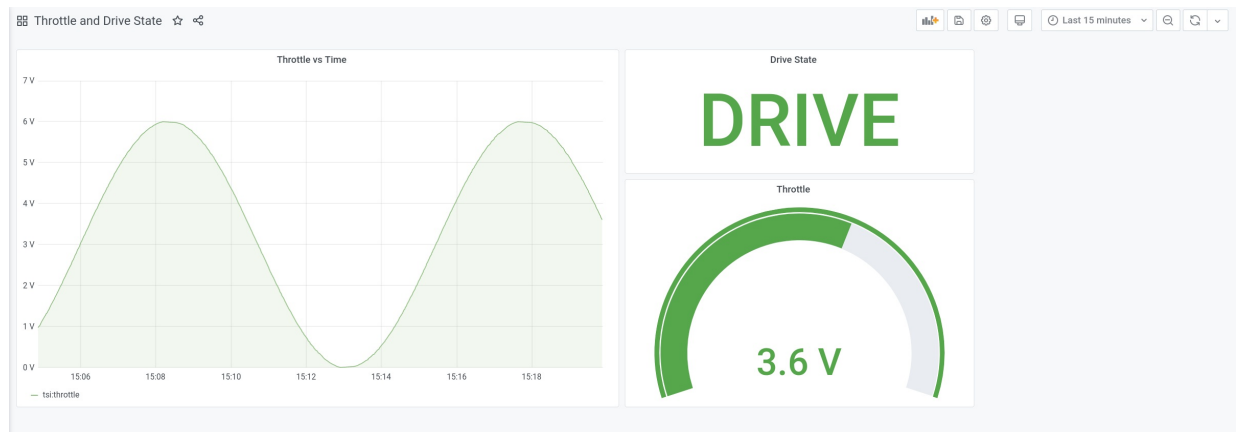 Throttle and Drive State
Last 15 minutes
Throttle vs Time
7 V
6 V
5 V
4 V
3 V
2 V
1 V
0 V
15:06 15:08 15:10 15:12 15:14 15:16 15:18
tsi:throttle
Drive State
DRIVE
Throttle
3.6 V